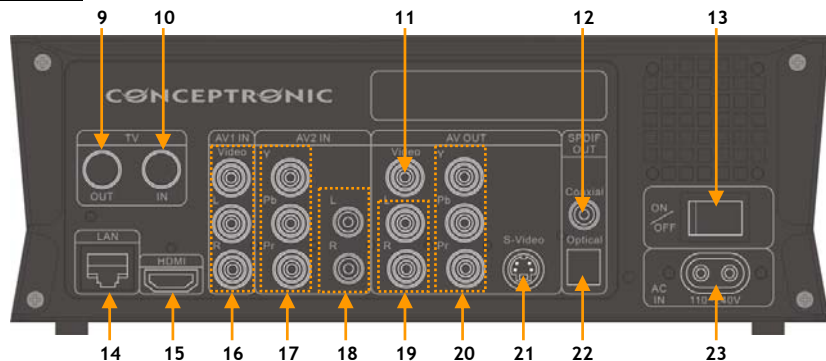 9 10 11 12 13
CONCEPTRONIC
TV AV1 IN AV2 IN AV OUT SPDIF OUT
Video Y Video Y
OUT IN
L Pb L L Pb Coaxial
ON/OFF
LAN HDMI
R Pr R R Pr S-Video Optical
AC IN 110~240V
14 15 16 17 18 19 20 21 22 23